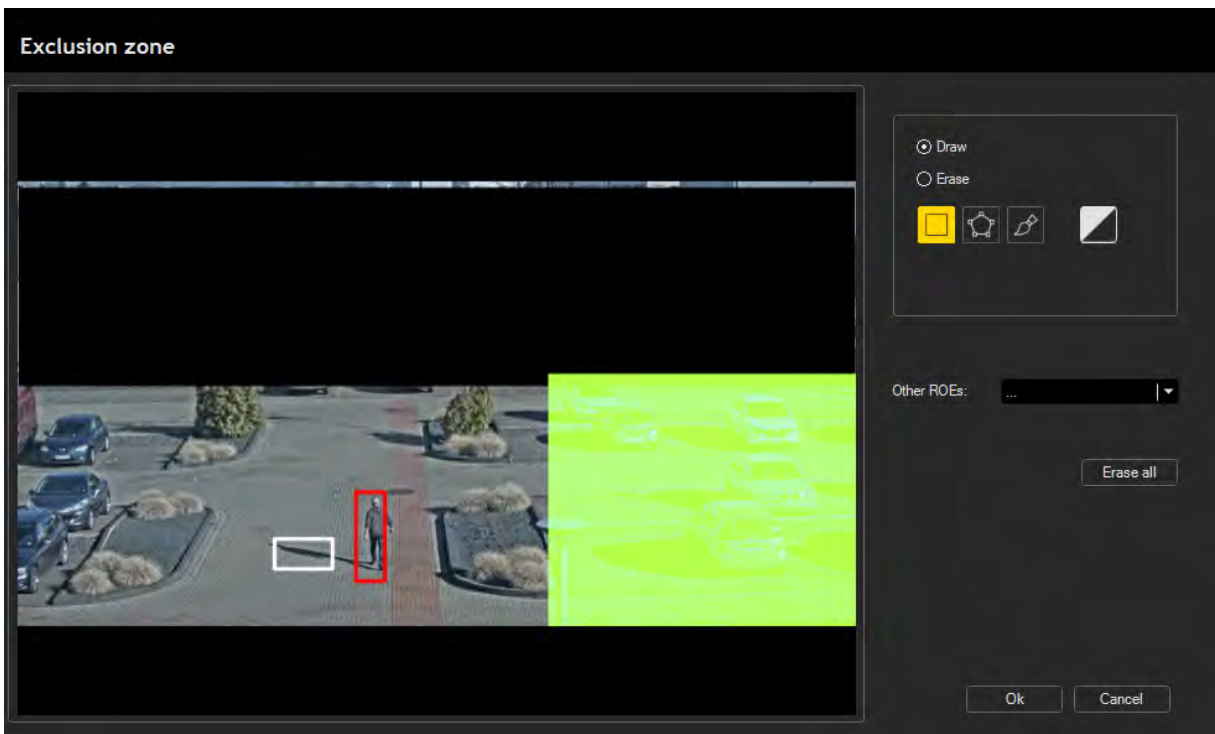 Exclusion zone
Draw
Erase
Other ROEs: ...
Erase all
Ok Cancel